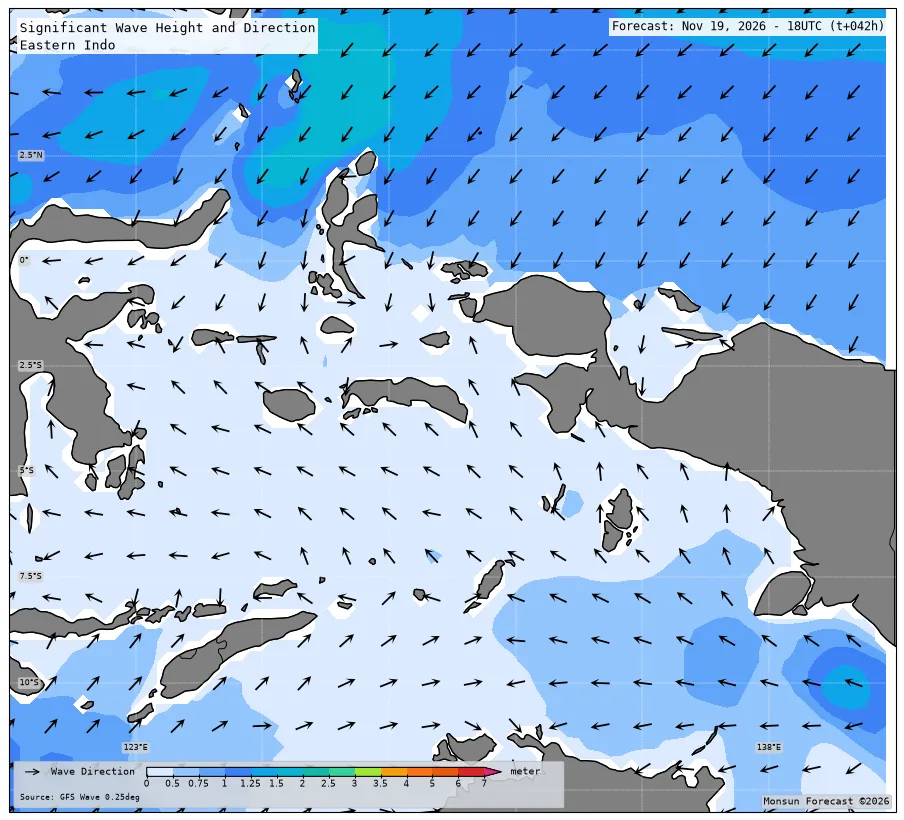 Significant Wave Height and Direction
Eastern Indo
Forecast: Nov 19, 2026 - 18UTC (t+042h)
2.5°N
0°
2.5°S
5°S
7.5°S
10°S
123°E
138°E
Wave Direction
meter
0 0.5 0.75 1 1.25 1.5 2 2.5 3 3.5 4 5 6 7
Source: GFS Wave 0.25deg
Monsun Forecast ©2026